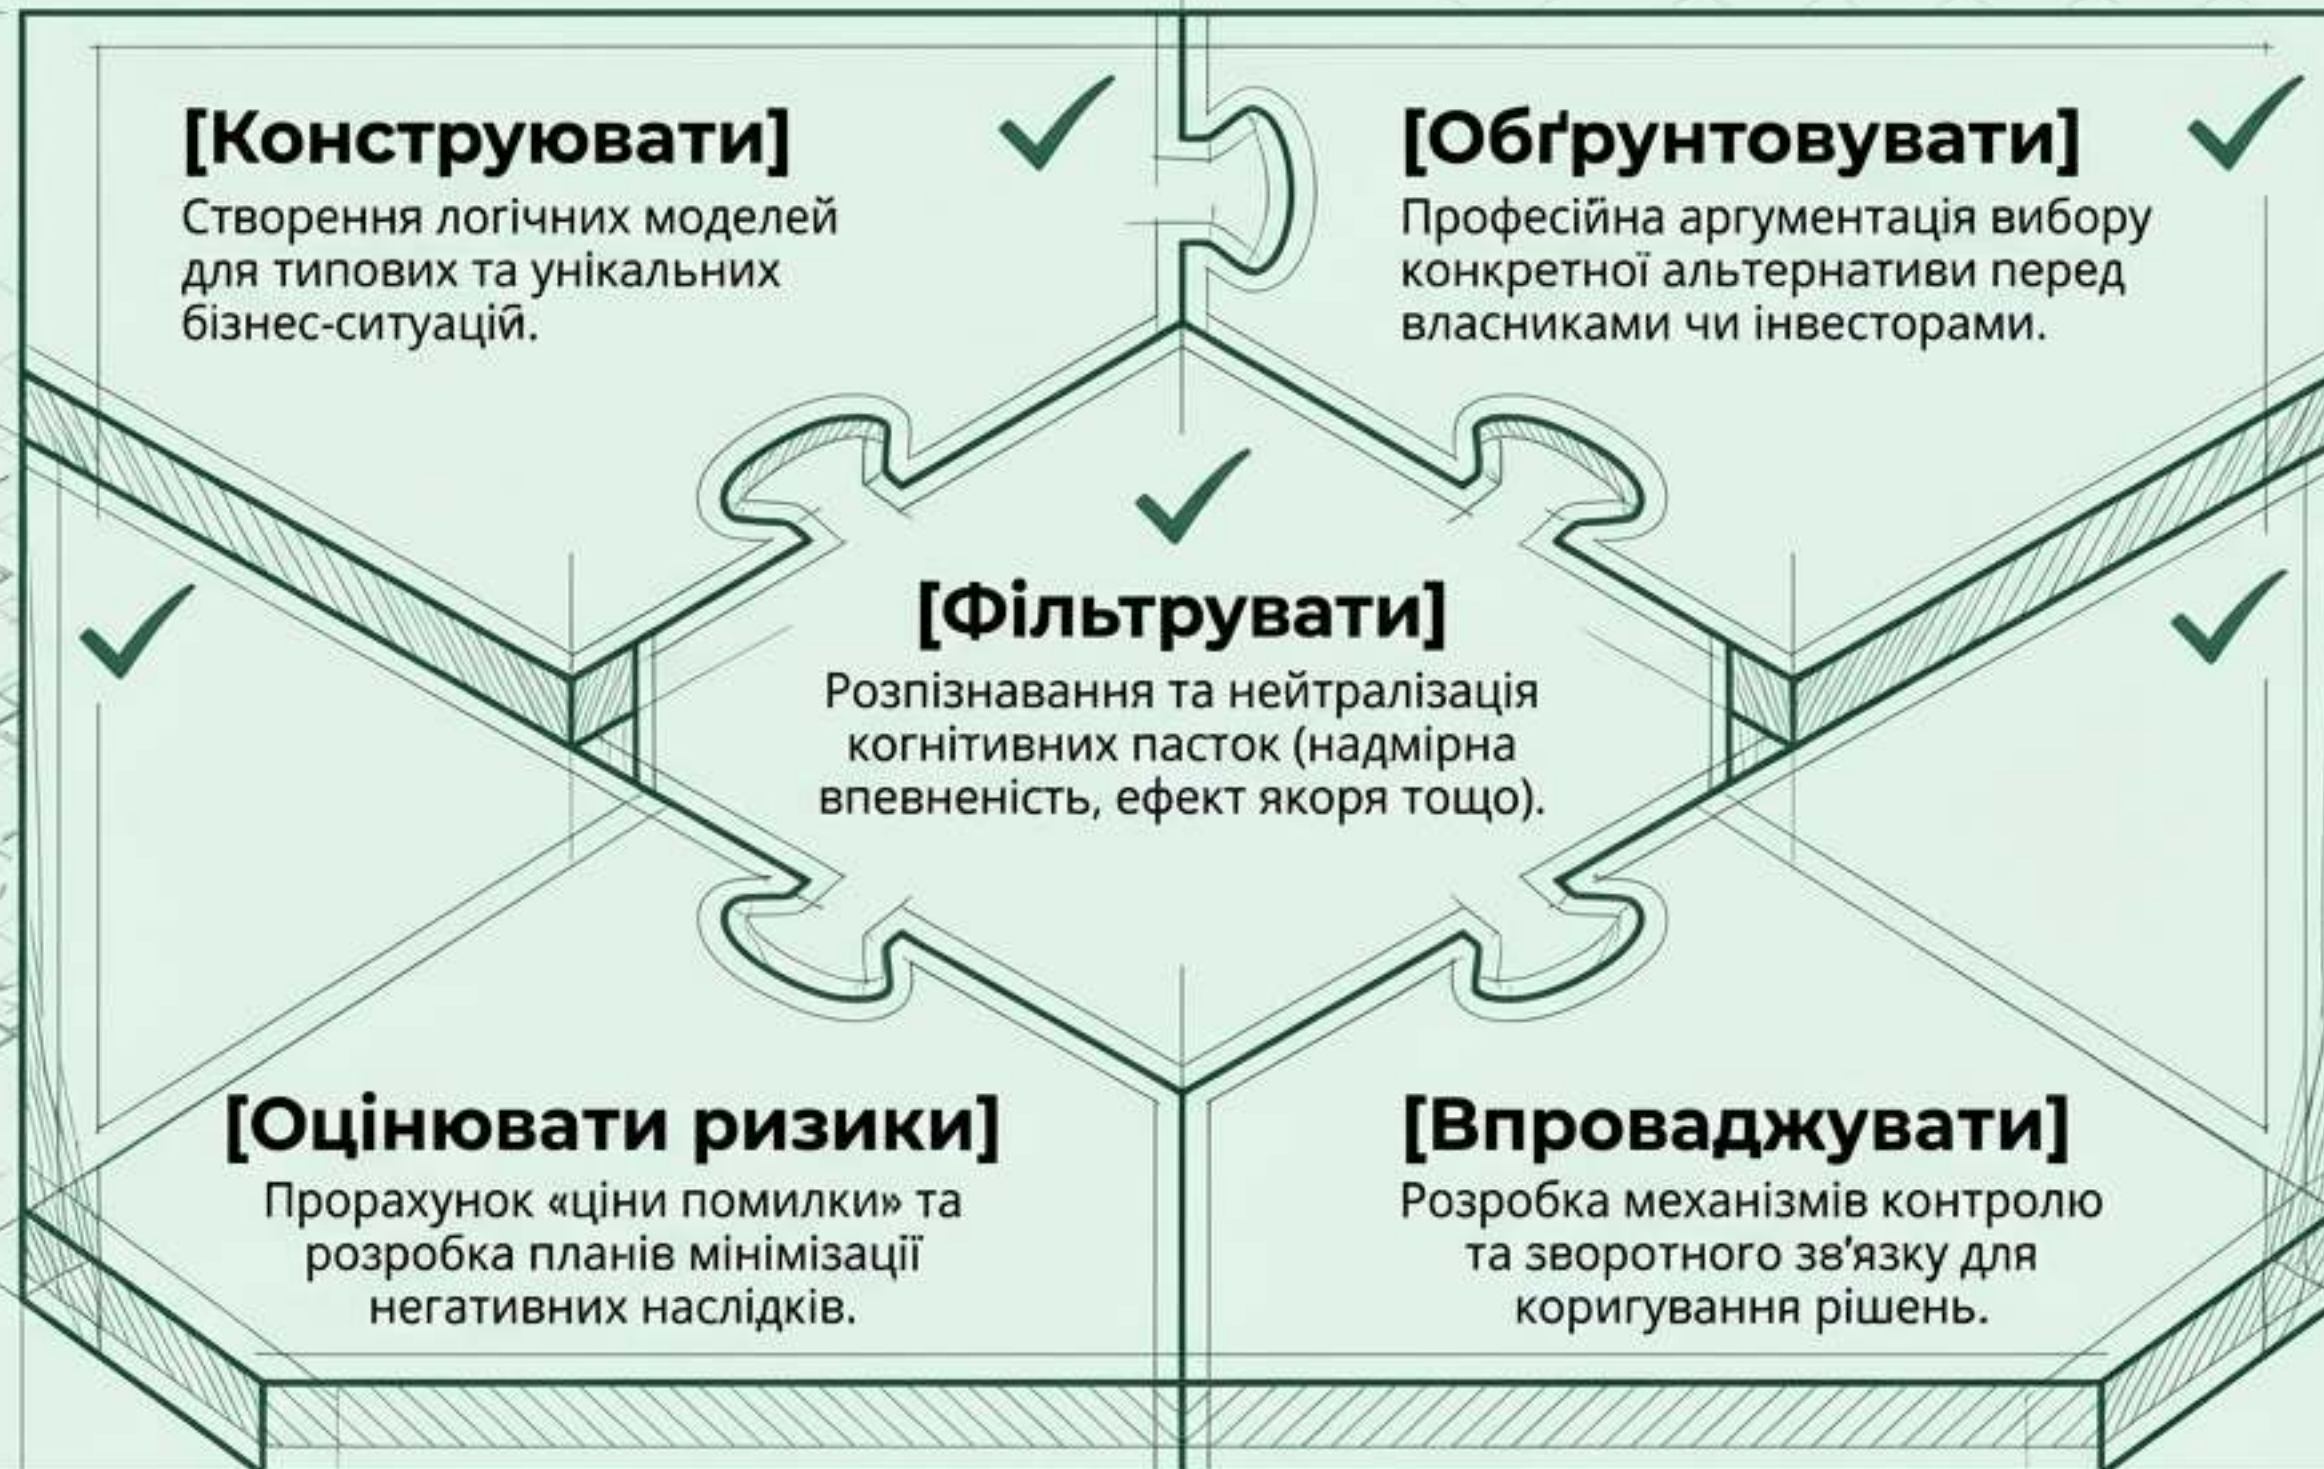 [Конструювати]
Створення логічних моделей
для типових та унікальних
бізнес-ситуацій.
[Обґрунтовувати]
Професійна аргументація вибору
конкретної альтернативи перед
власниками чи інвесторами.
[Фільтрувати]
Розпізнавання та нейтралізація
когнітивних пасток (надмірна
впевненість, ефект якоря тощо).
[Оцінювати ризики]
Прорахунок «ціни помилки» та
розробка планів мінімізації
негативних наслідків.
[Впроваджувати]
Розробка механізмів контролю
та зворотного зв’язку для
коригування рішень.